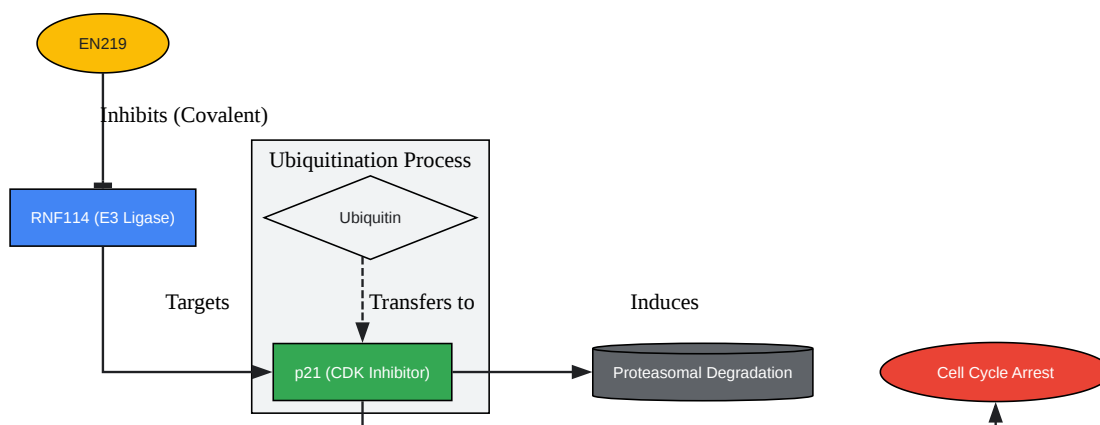 EN219
Inhibits (Covalent)
Ubiquitination Process
RNF114 (E3 Ligase)
Ubiquitin
Targets
Transfers to
Induces
p21 (CDK Inhibitor)
Proteasomal Degradation
Cell Cycle Arrest